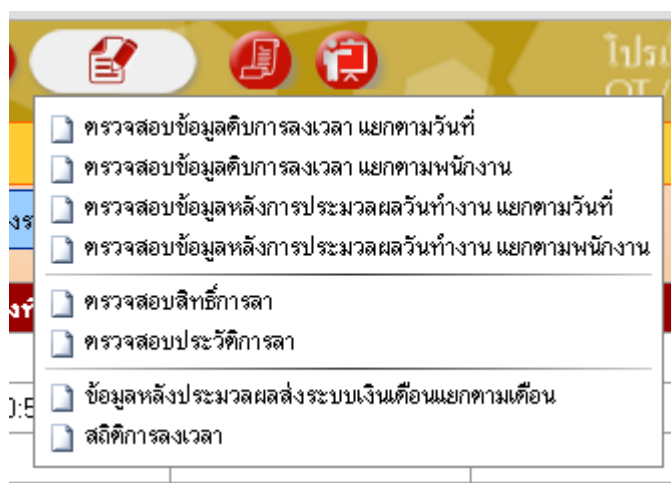 OT /
ตรวจสอบข้อมูลดิบการลงเวลา แยกตามวันที่
ตรวจสอบข้อมูลดิบการลงเวลา แยกตามพนักงาน
ตรวจสอบข้อมูลหลังการประมวลผลวันทำงาน แยกตามวันที่
ตรวจสอบข้อมูลหลังการประมวลผลวันทำงาน แยกตามพนักงาน
ตรวจสอบสิทธิ์การลา
ตรวจสอบประวัติการลา
ข้อมูลหลังประมวลผลส่งระบบเงินเดือนแยกตามเดือน
สถิติการลงเวลา